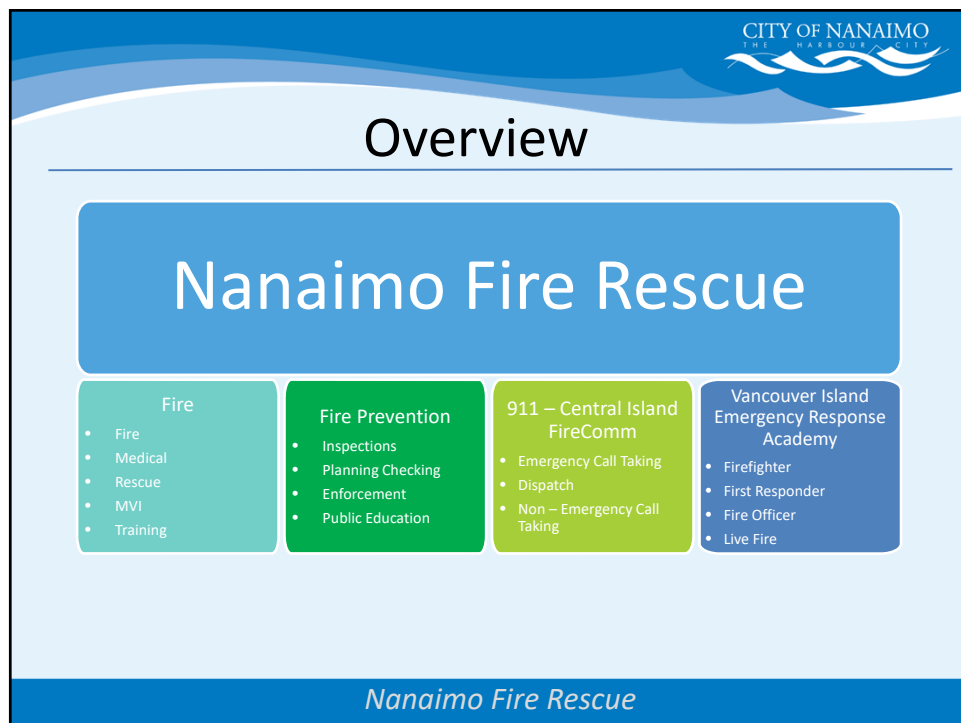 CITY OF NANAIMO
THE HARBOUR CITY
Overview
Nanaimo Fire Rescue
Fire
• Fire
• Medical
• Rescue
• MVI
• Training
Fire Prevention
• Inspections
• Planning Checking
• Enforcement
• Public Education
911 – Central Island
FireComm
• Emergency Call Taking
• Dispatch
• Non – Emergency Call
Taking
Vancouver Island
Emergency Response
Academy
• Firefighter
• First Responder
• Fire Officer
• Live Fire
Nanaimo Fire Rescue